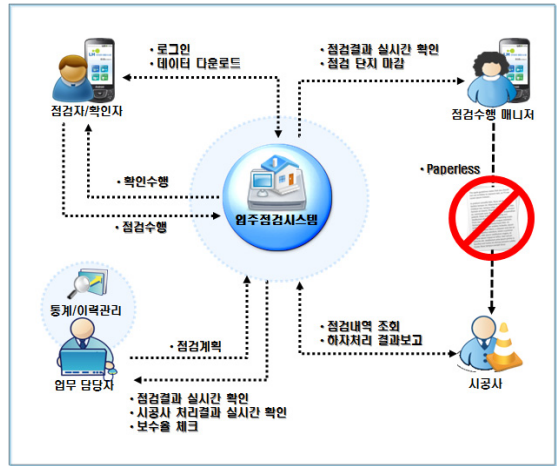 · 로그인
· 데이터 다운로드
· 점검결과 실시간 확인
· 점검 단지 마감
점검자/확인자
점검수행 매니저
· 확인수행
· 점검수행
입주점검시스템
· Paperless
통계/이력관리
업무 담당자
· 점검계획
· 점검내역 조회
· 하자처리 결과보고
시공사
· 점검결과 실시간 확인
· 시공사 처리결과 실시간 확인
· 보수율 체크